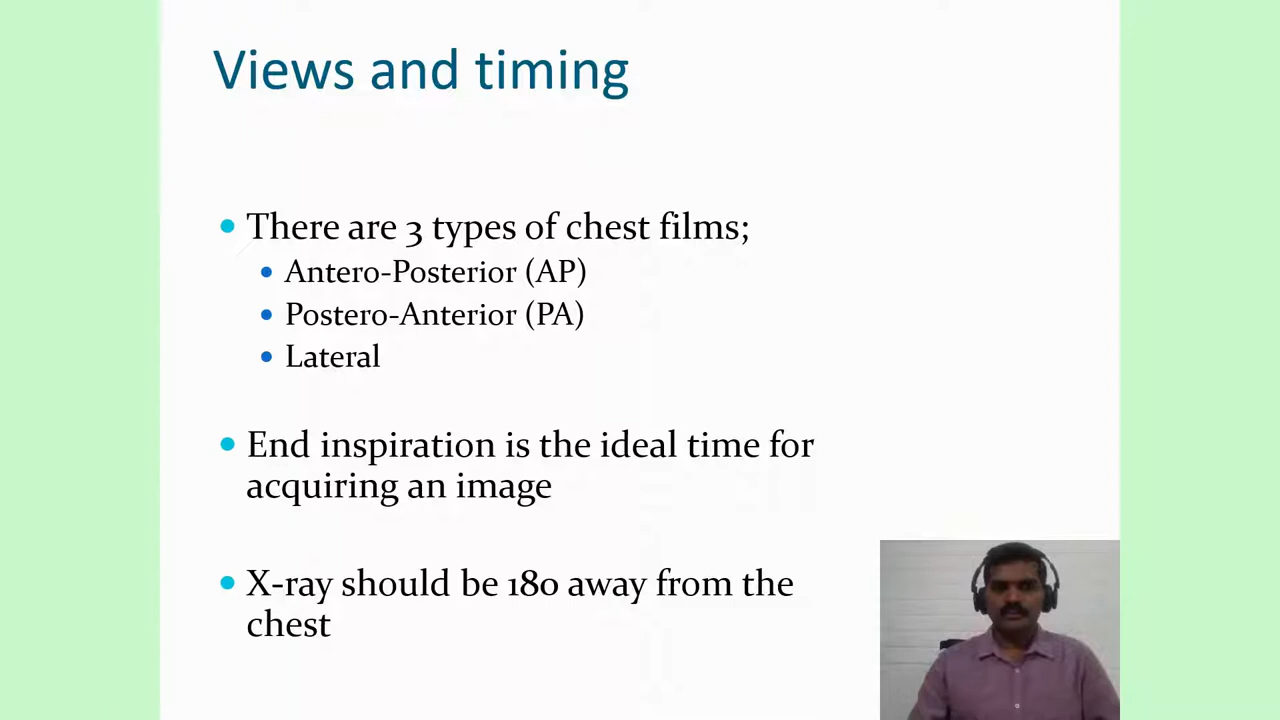 Views and timing
There are 3 types of chest films;
Antero-Posterior (AP)
Postero-Anterior (PA)
Lateral
End inspiration is the ideal time for
acquiring an image
X-ray should be 180 away from the
chest